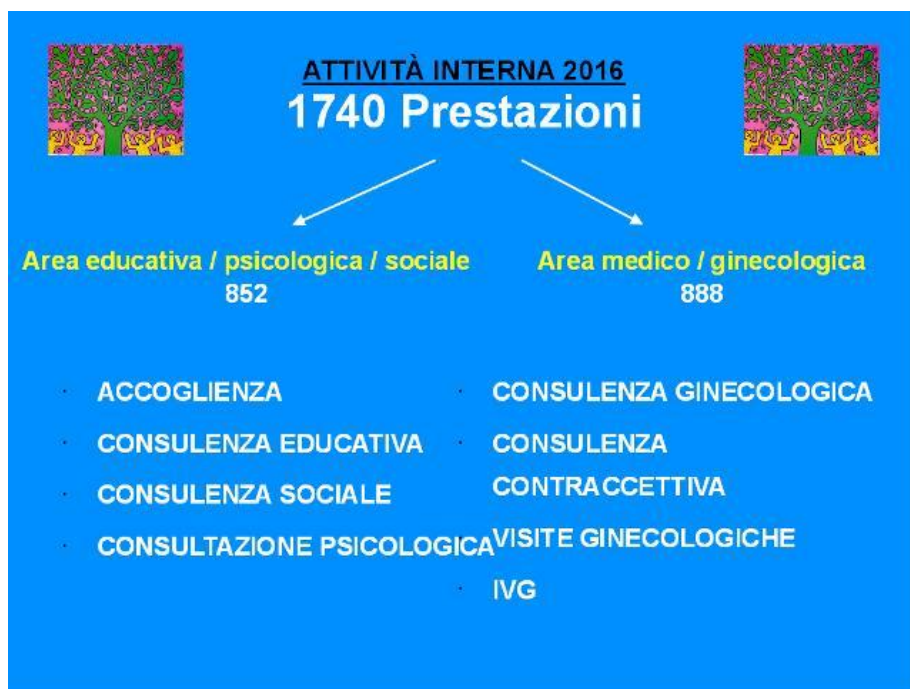 ATTIVITÀ INTERNA 2016
1740 Prestazioni
Area educativa / psicologica / sociale
852
Area medico / ginecologica
888
· ACCOGLIENZA
· CONSULENZA EDUCATIVA
· CONSULENZA SOCIALE
· CONSULTAZIONE PSICOLOGICA
· CONSULENZA GINECOLOGICA
· CONSULENZA
CONTRACCETTIVA
VISITE GINECOLOGICHE
· IVG